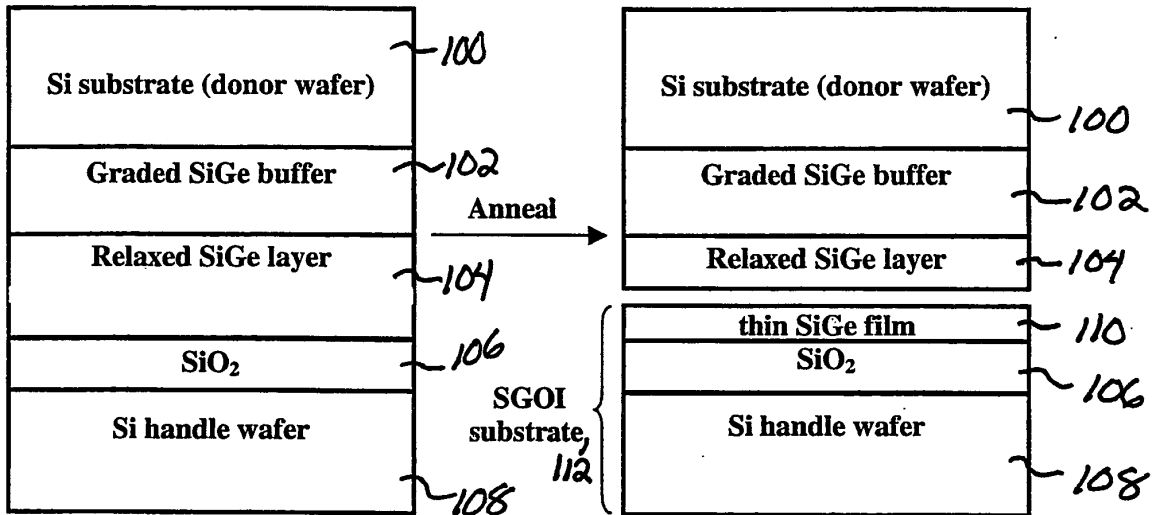 Si substrate (donor wafer)
100
Graded SiGe buffer
102
Relaxed SiGe layer
104
SiO₂
106
Si handle wafer
108
Anneal
Si substrate (donor wafer)
100
Graded SiGe buffer
102
Relaxed SiGe layer
104
thin SiGe film
110
SiO₂
106
SGOI
substrate,
112
Si handle wafer
108